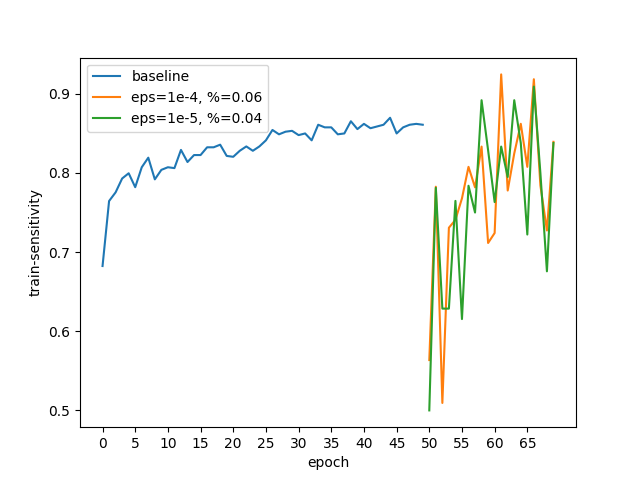 baseline
eps=1e-4, %=0.06
eps=1e-5, %=0.04
0.9
0.8
0.7
0.6
0.5
train-sensitivity
0 5 10 15 20 25 30 35 40 45 50 55 60 65
epoch